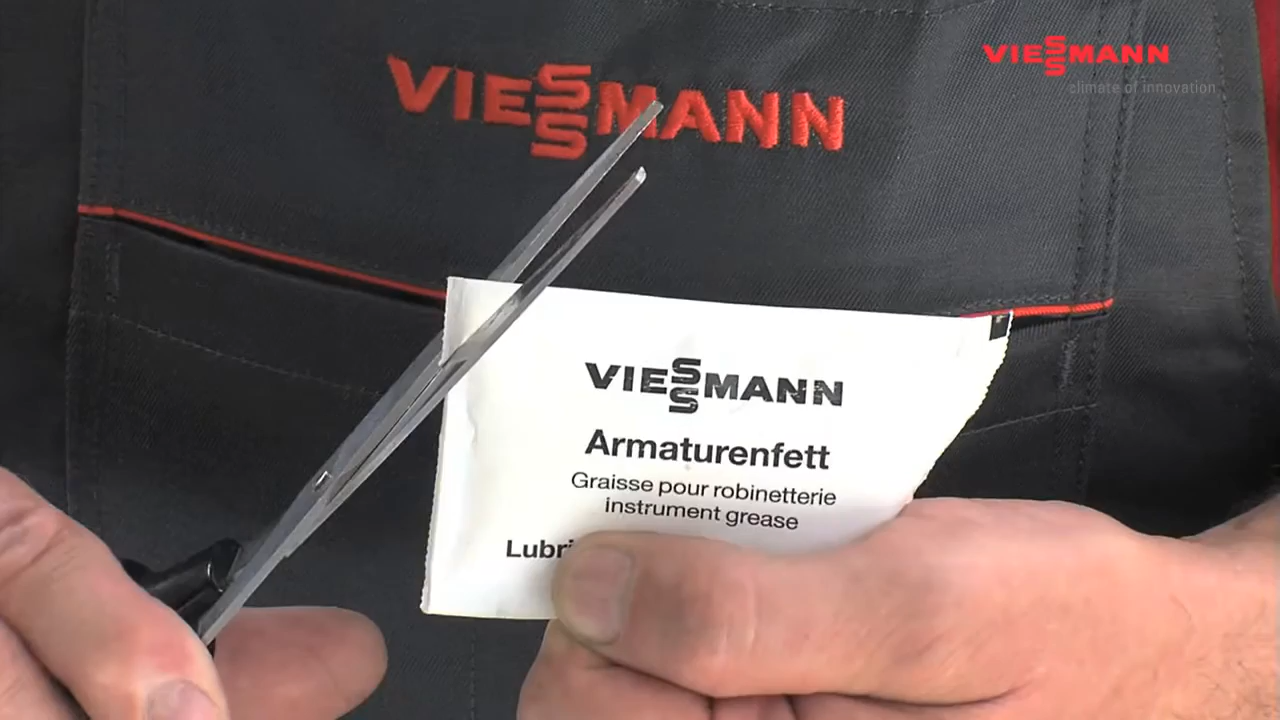 VIESSMANN
climate of innovation
VIESSMANN
VIESSMANN
Armaturenfett
Graisse pour robinetterie
instrument grease